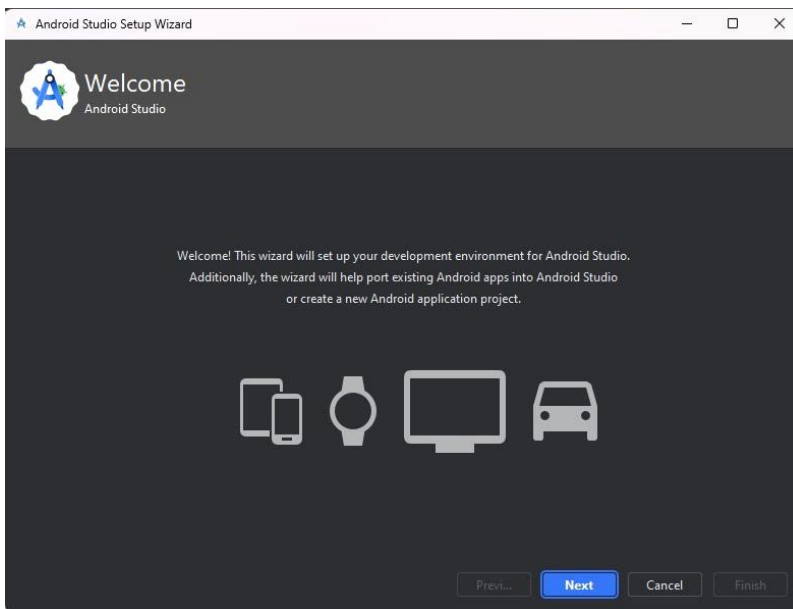 Android Studio Setup Wizard
Welcome
Android Studio
Welcome! This wizard will set up your development environment for Android Studio.
Additionally, the wizard will help port existing Android apps into Android Studio
or create a new Android application project.
Previ... Next Cancel Finish